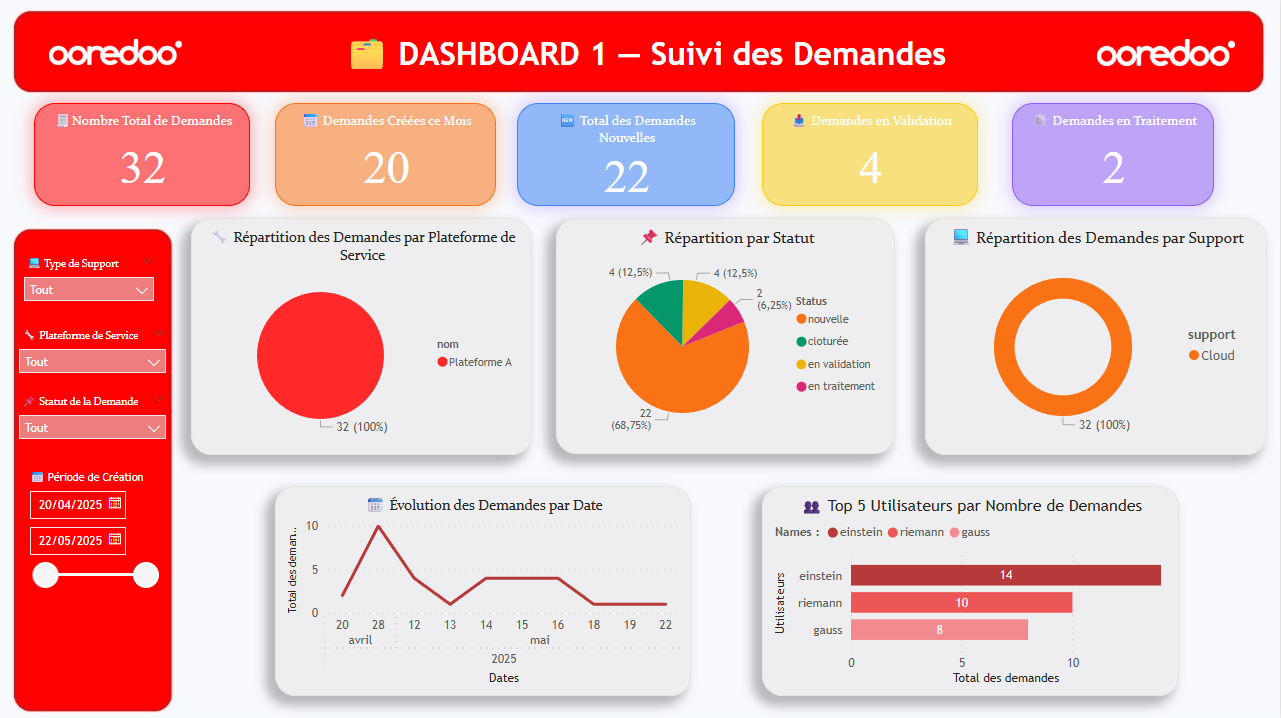 ooredoo
DASHBOARD 1 — Suivi des Demandes
ooredoo
Nombre Total de Demandes
32
Demandes Créées ce Mois
20
NEW Total des Demandes
Nouvelles
22
Demandes en Validation
4
Demandes en Traitement
2
Type de Support
Tout
Plateforme de Service
Tout
Statut de la Demande
Tout
Période de Création
20/04/2025
22/05/2025
Répartition des Demandes par Plateforme de
Service
nom
Plateforme A
32 (100%)
Répartition par Statut
4 (12,5%)
4 (12,5%)
2
(6,25%)
22
(68,75%)
Status
nouvelle
cloturée
en validation
en traitement
Répartition des Demandes par Support
support
Cloud
32 (100%)
Évolution des Demandes par Date
Total des deman...
10
5
0
20 28 12 13 14 15 16 18 19 22
avril mai
2025
Dates
Top 5 Utilisateurs par Nombre de Demandes
Names : einstein riemann gauss
Utilisateurs
einstein 14
riemann 10
gauss 8
0 5 10
Total des demandes